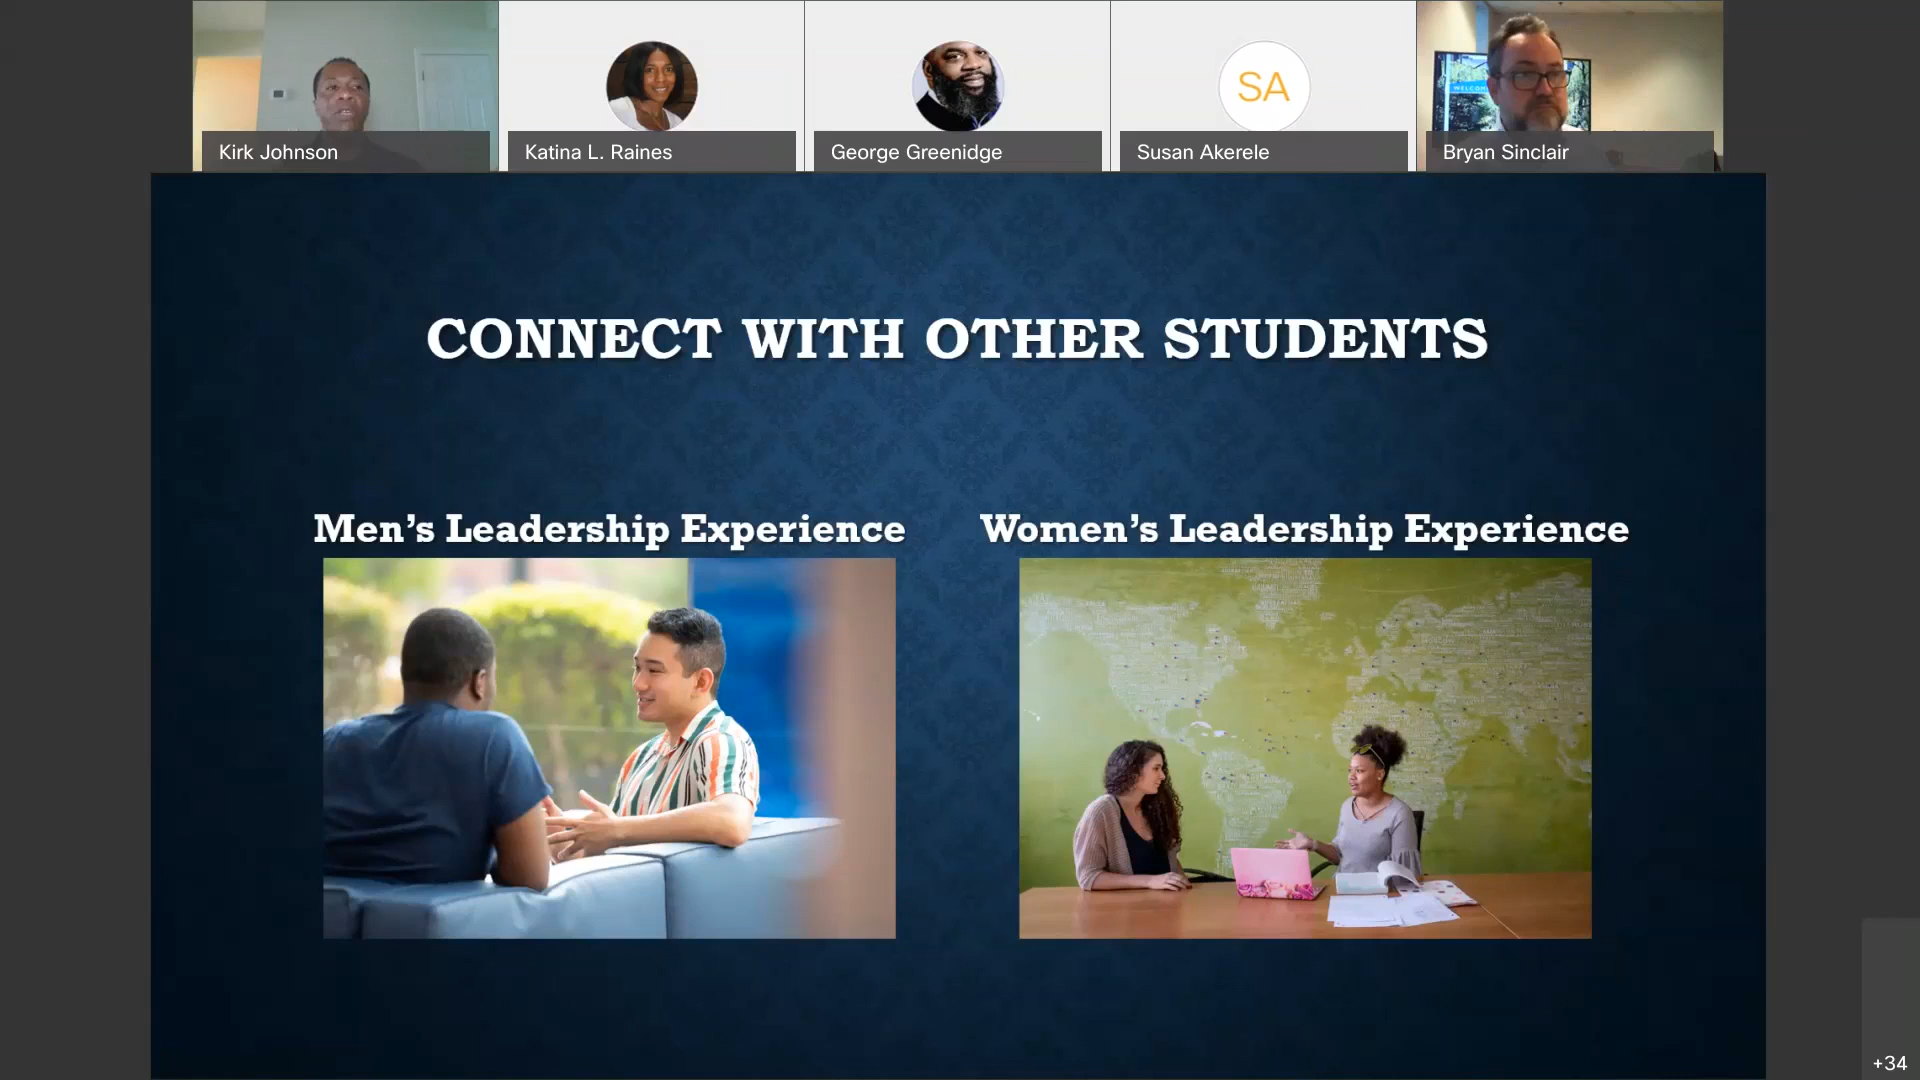 Kirk Johnson
Katina L. Raines
George Greenidge
SA
Susan Akerele
WELCOM
Bryan Sinclair
CONNECT WITH OTHER STUDENTS
Men’s Leadership Experience
Women’s Leadership Experience
+34